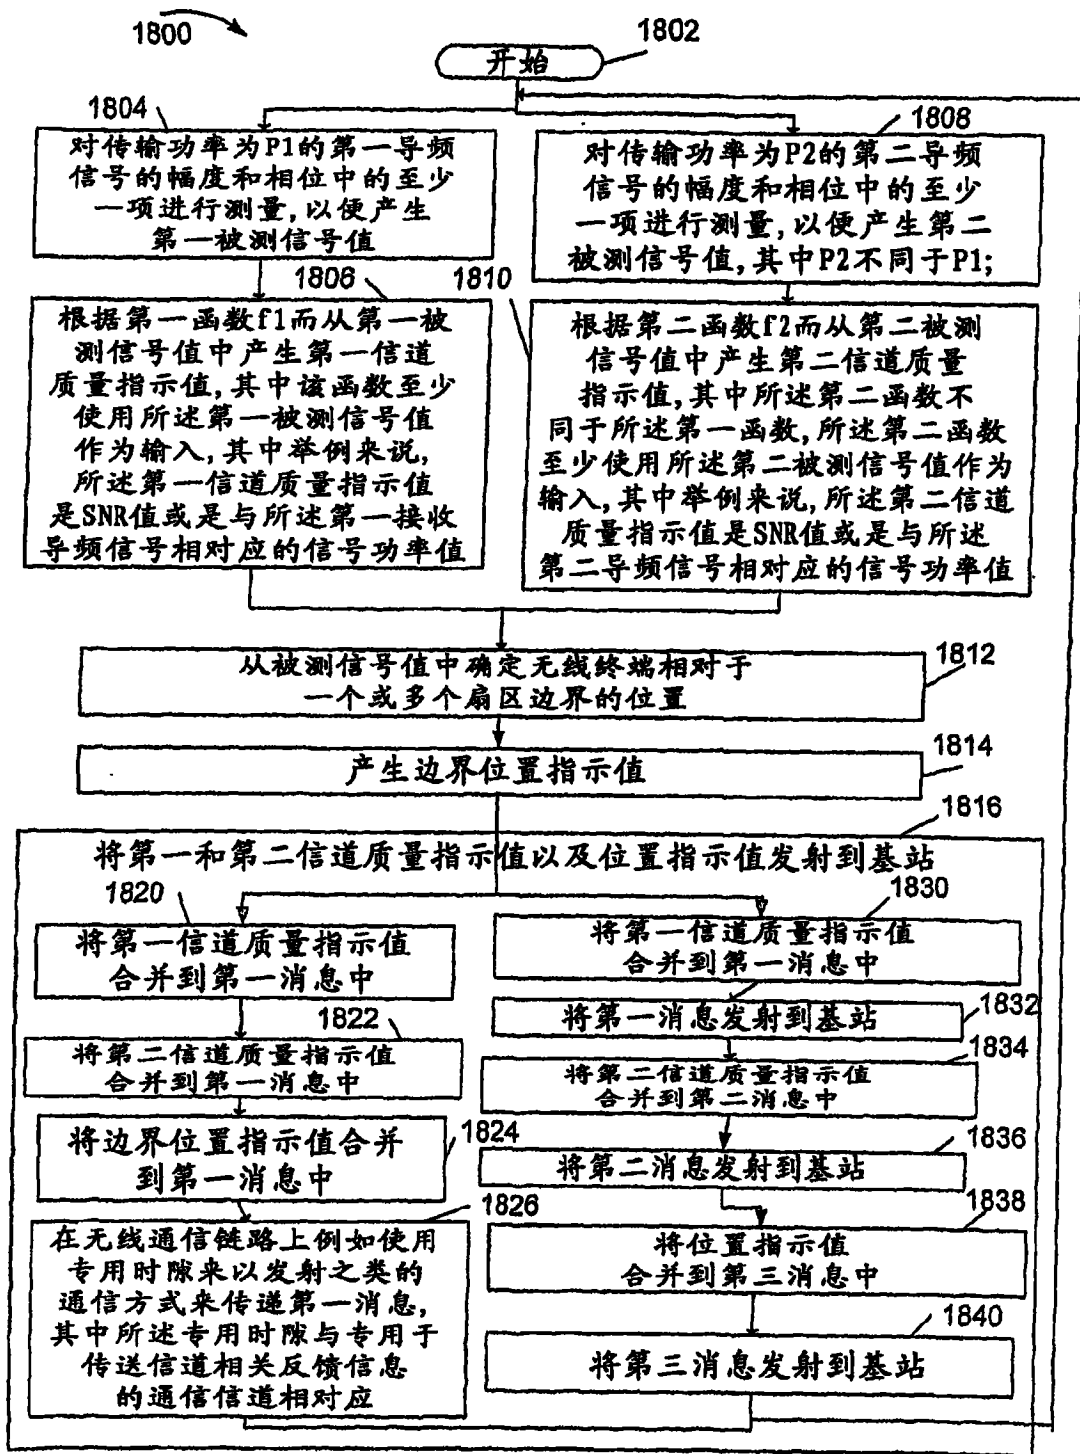 1800
1802
开始
1804
对传输功率为P1的第一导频
信号的幅度和相位中的至少
一项进行测量,以便产生
第一被测信号值
1808
对传输功率为P2的第二导频
信号的幅度和相位中的至少
一项进行测量,以便产生第二
被测信号值,其中P2不同于P1;
1806
根据第一函数f1而从第一被
测信号值中产生第一信道
质量指示值,其中该函数至少
使用所述第一被测信号值
作为输入,其中举例来说,
所述第一信道质量指示值
是SNR值或是与所述第一接收
导频信号相对应的信号功率值
1810
根据第二函数f2而从第二被测
信号值中产生第二信道质量
指示值,其中所述第二函数不
同于所述第一函数,所述第二函数
至少使用所述第二被测信号值作为
输入,其中举例来说,所述第二信道
质量指示值是SNR值或是与所述
第二导频信号相对应的信号功率值
1812
从被测信号值中确定无线终端相对于
一个或多个扇区边界的位置
1814
产生边界位置指示值
1816
将第一和第二信道质量指示值以及位置指示值发射到基站
1820
将第一信道质量指示值
合并到第一消息中
1822
将第二信道质量指示值
合并到第一消息中
1824
将边界位置指示值合并
到第一消息中
1826
在无线通信链路上例如使用
专用时隙来以发射之类的
通信方式来传递第一消息,
其中所述专用时隙与专用于
传送信道相关反馈信息
的通信信道相对应
1830
将第一信道质量指示值
合并到第一消息中
1832
将第一消息发射到基站
1834
将第二信道质量指示值
合并到第二消息中
1836
将第二消息发射到基站
1838
将位置指示值
合并到第三消息中
1840
将第三消息发射到基站